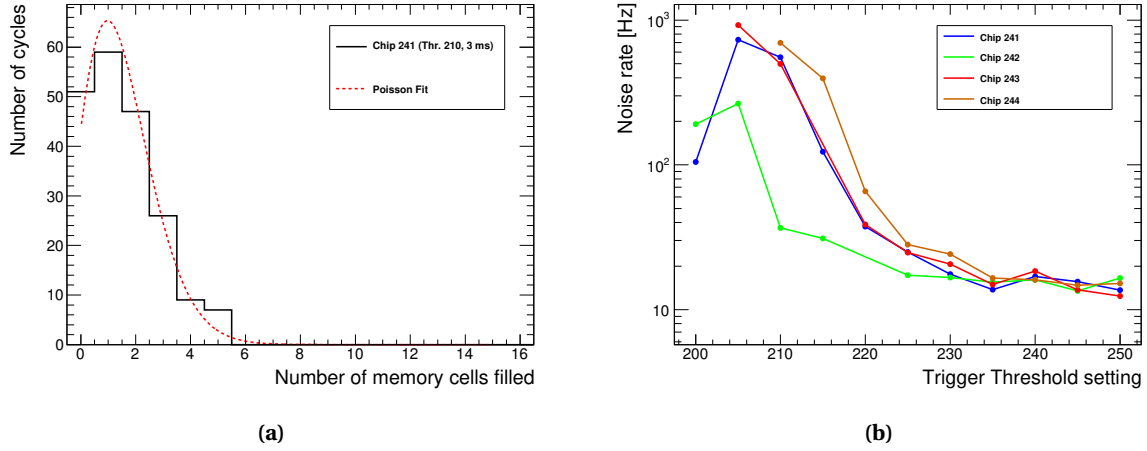 Number of cycles
60
50
40
30
20
10
0
0 2 4 6 8 10 12 14 16
Number of memory cells filled
Chip 241 (Thr. 210, 3 ms)
Poisson Fit
(a)
Noise rate [Hz]
10³
10²
10
200 210 220 230 240 250
Trigger Threshold setting
Chip 241
Chip 242
Chip 243
Chip 244
(b)